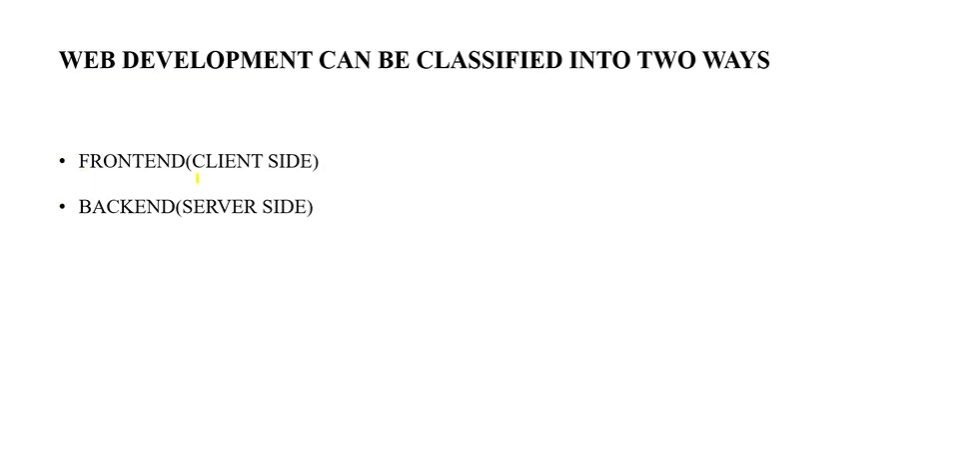 WEB DEVELOPMENT CAN BE CLASSIFIED INTO TWO WAYS
• FRONTEND(CLIENT SIDE)
• BACKEND(SERVER SIDE)